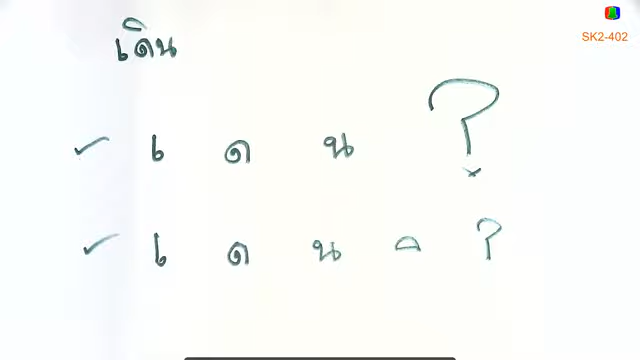 SK2-402
เดิน
✓ เ ด น ?
✓ เ ด น ิ ?